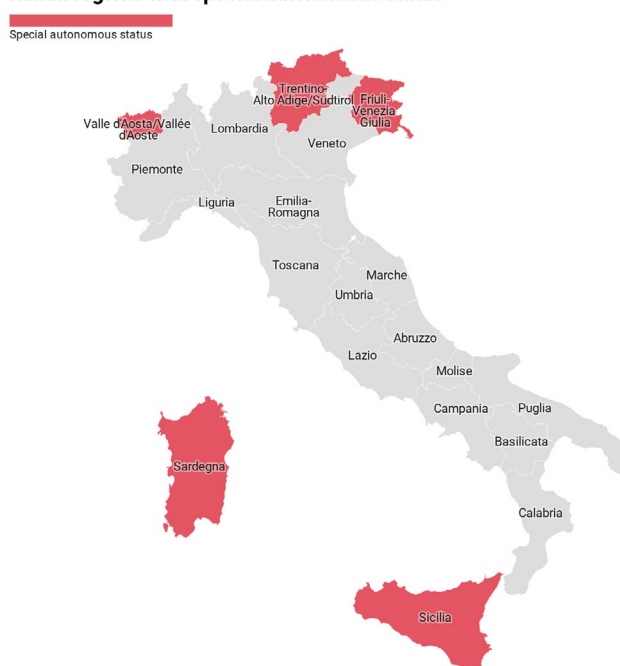 Special autonomous status
Trentino-
Alto Adige/Südtirol
Friuli-
Venezia
Giulia
Valle d'Aosta/Vallée
d'Aoste
Lombardia
Veneto
Piemonte
Liguria
Emilia-
Romagna
Toscana
Marche
Umbria
Abruzzo
Lazio
Molise
Campania
Puglia
Basilicata
Sardegna
Calabria
Sicilia